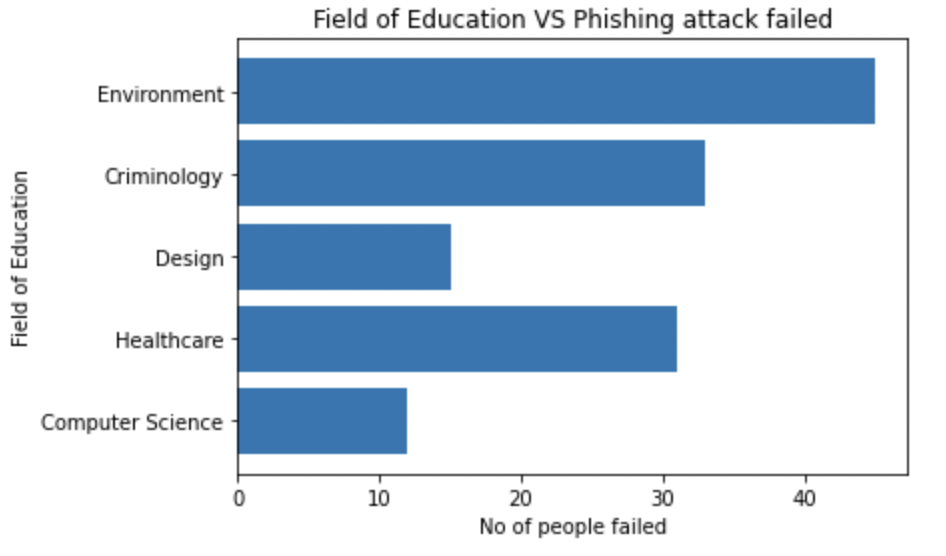 Field of Education VS Phishing attack failed
Field of Education
Environment
Criminology
Design
Healthcare
Computer Science
0 10 20 30 40
No of people failed